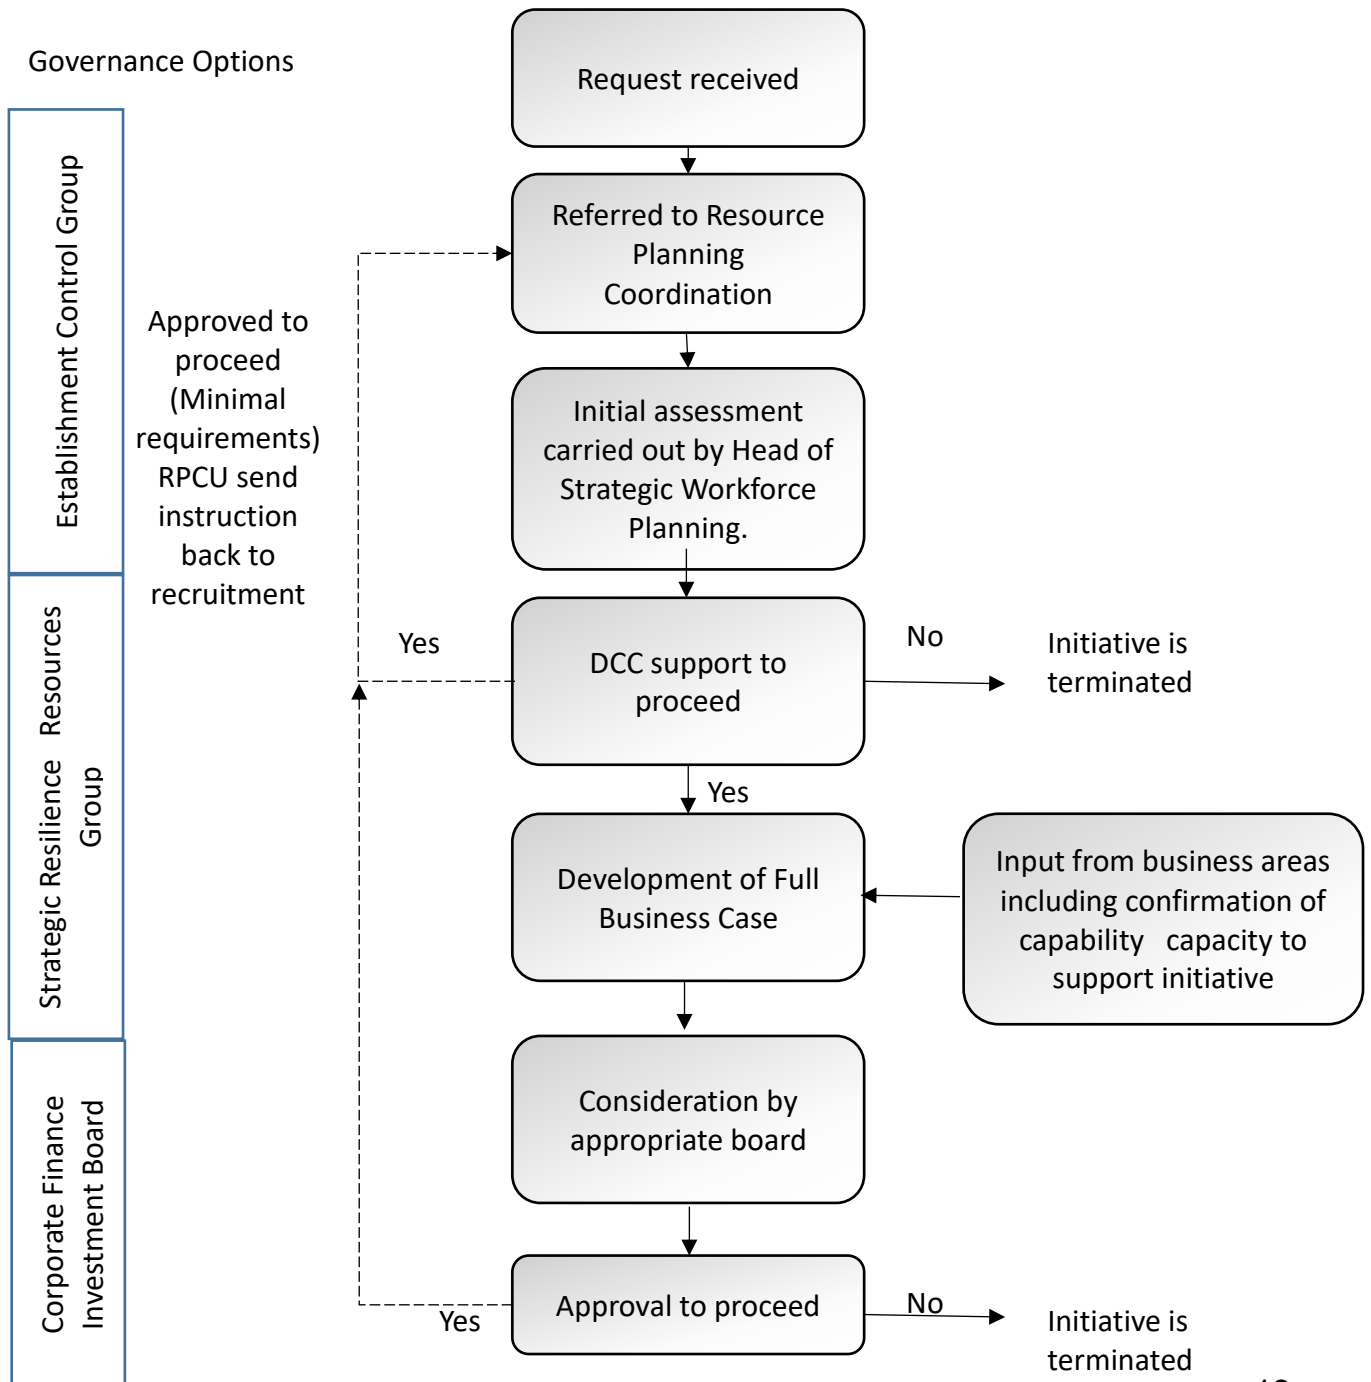 Governance Options
Request received
Establishment Control Group
Referred to Resource
Planning
Coordination
Approved to
proceed
(Minimal
requirements)
RPCU send
instruction
back to
recruitment
Initial assessment
carried out by Head of
Strategic Workforce
Planning.
Strategic Resilience Resources
Group
Yes
DCC support to
proceed
No
Initiative is
terminated
Yes
Development of Full
Business Case
Input from business areas
including confirmation of
capability capacity to
support initiative
Corporate Finance
Investment Board
Consideration by
appropriate board
Yes
Approval to proceed
No
Initiative is
terminated